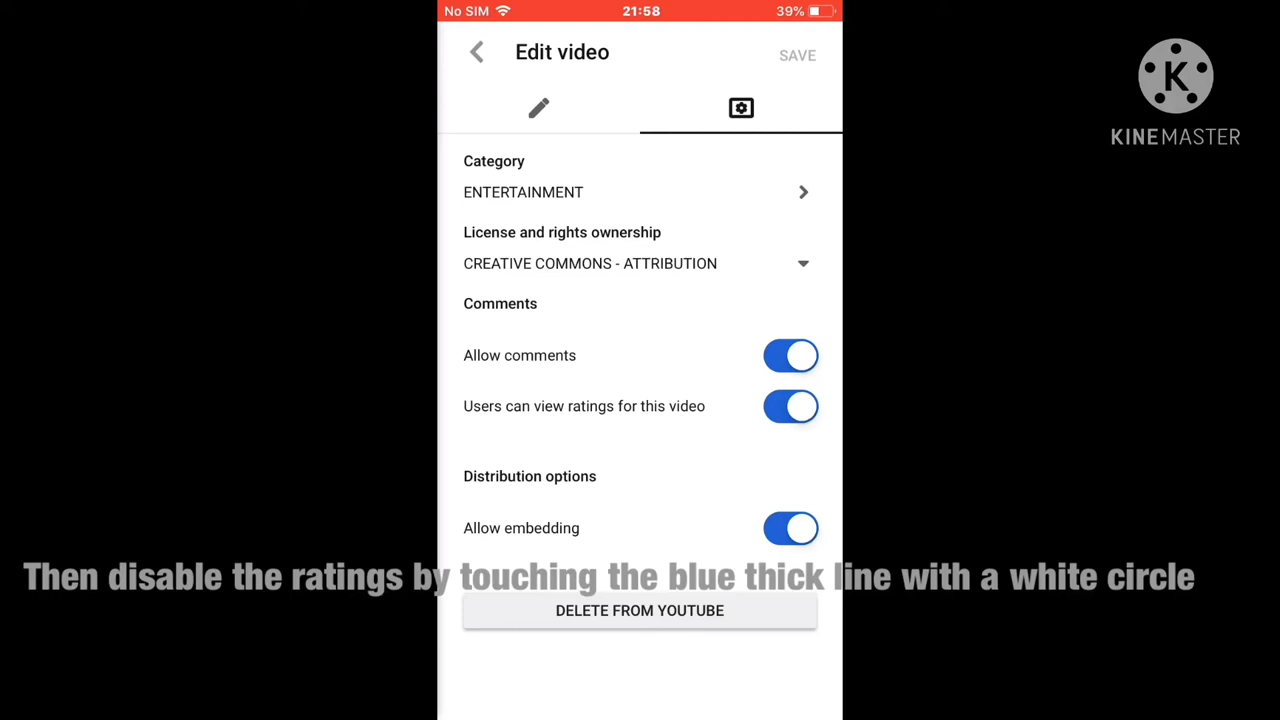 No SIM 21:58 39%
Edit video SAVE
K
KINEMASTER
Category
ENTERTAINMENT
License and rights ownership
CREATIVE COMMONS - ATTRIBUTION
Comments
Allow comments
Users can view ratings for this video
Distribution options
Allow embedding
Then disable the ratings by touching the blue thick line with a white circle
DELETE FROM YOUTUBE